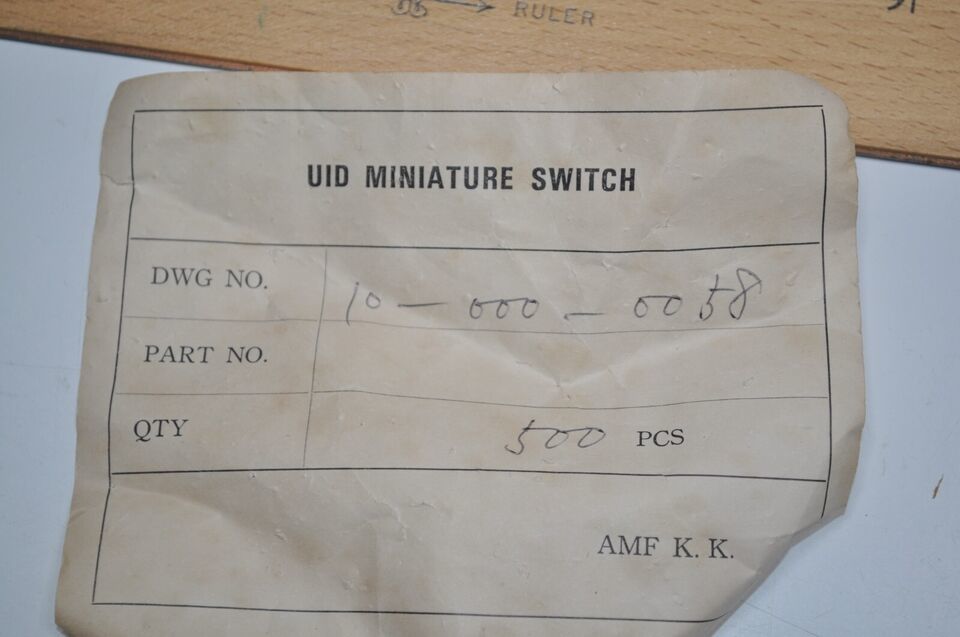 RULER
UID MINIATURE SWITCH
DWG NO. 10-000-0058
PART NO.
QTY 500 PCS
AMF K. K.